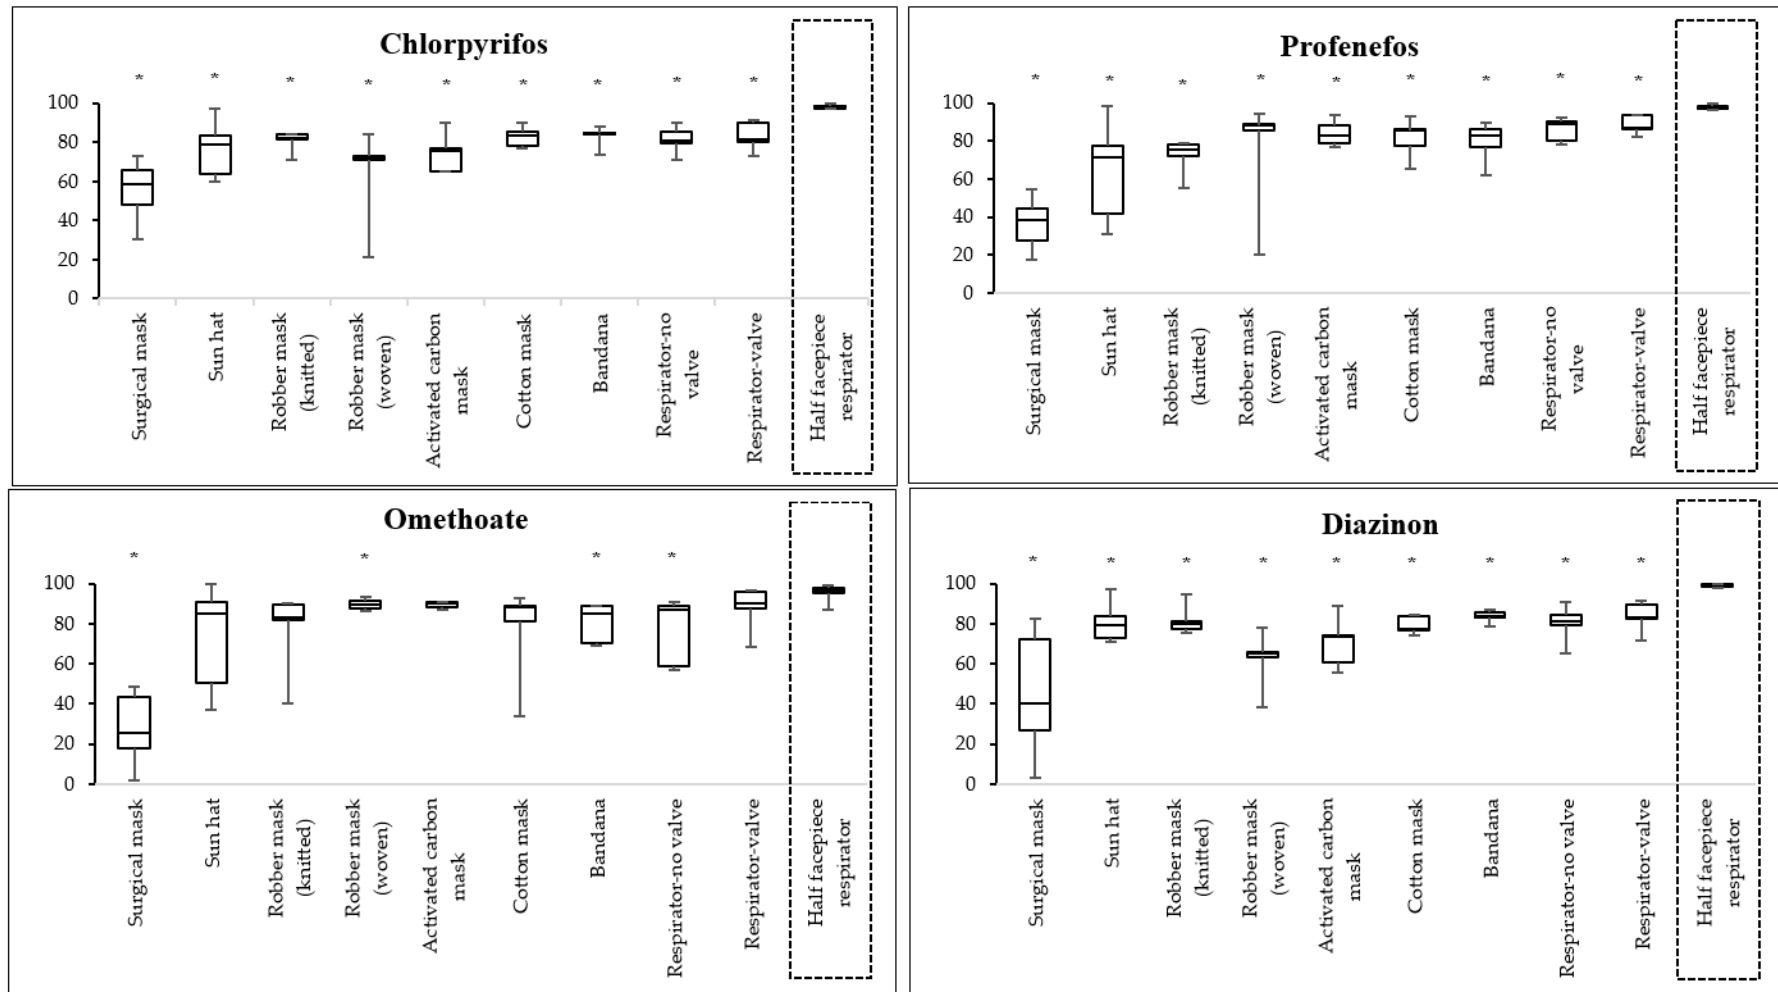 Chlorpyrifos
* * * * * * * * *
100
80
60
40
20
0
Surgical mask
Sun hat
Robber mask
(knitted)
Robber mask
(woven)
Activated carbon
mask
Cotton mask
Bandana
Respirator-no
valve
Respirator-valve
Half facepiece
respirator
Profenefos
* * * * * * * * *
100
80
60
40
20
0
Surgical mask
Sun hat
Robber mask
(knitted)
Robber mask
(woven)
Activated carbon
mask
Cotton mask
Bandana
Respirator-no
valve
Respirator-valve
Half facepiece
respirator
Omethoate
* * * *
100
80
60
40
20
0
Surgical mask
Sun hat
Robber mask
(knitted)
Robber mask
(woven)
Activated carbon
mask
Cotton mask
Bandana
Respirator-no valve
Respirator-valve
Half facepiece
respirator
Diazinon
* * * * * * * * *
100
80
60
40
20
0
Surgical mask
Sun hat
Robber mask
(knitted)
Robber mask
(woven)
Activated carbon
mask
Cotton mask
Bandana
Respirator-no valve
Respirator-valve
Half facepiece
respirator